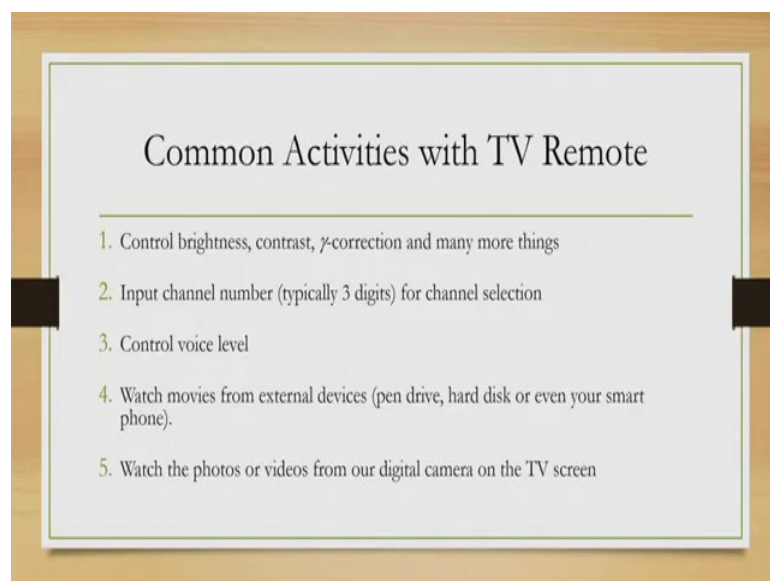 Common Activities with TV Remote
1. Control brightness, contrast, γ-correction and many more things
2. Input channel number (typically 3 digits) for channel selection
3. Control voice level
4. Watch movies from external devices (pen drive, hard disk or even your smart
phone).
5. Watch the photos or videos from our digital camera on the TV screen